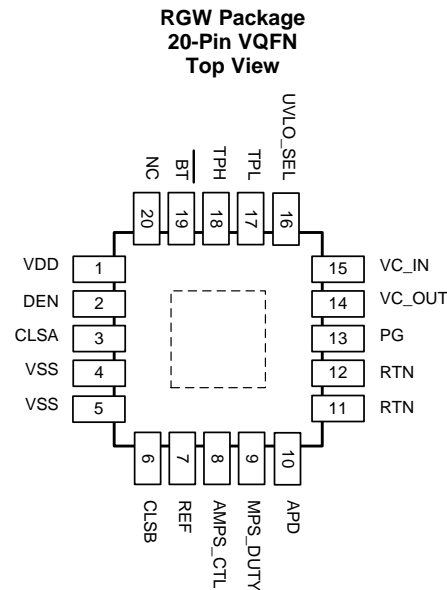 RGW Package
20-Pin VQFN
Top View
NC
BT
TPH
TPL
UVLO_SEL
20
19
18
17
16
VDD 1
DEN 2
CLSA 3
VSS 4
VSS 5
15 VC_IN
14 VC_OUT
13 PG
12 RTN
11 RTN
6
7
8
9
10
CLSB
REF
AMPS_CTL
MPS_DUTY
APD